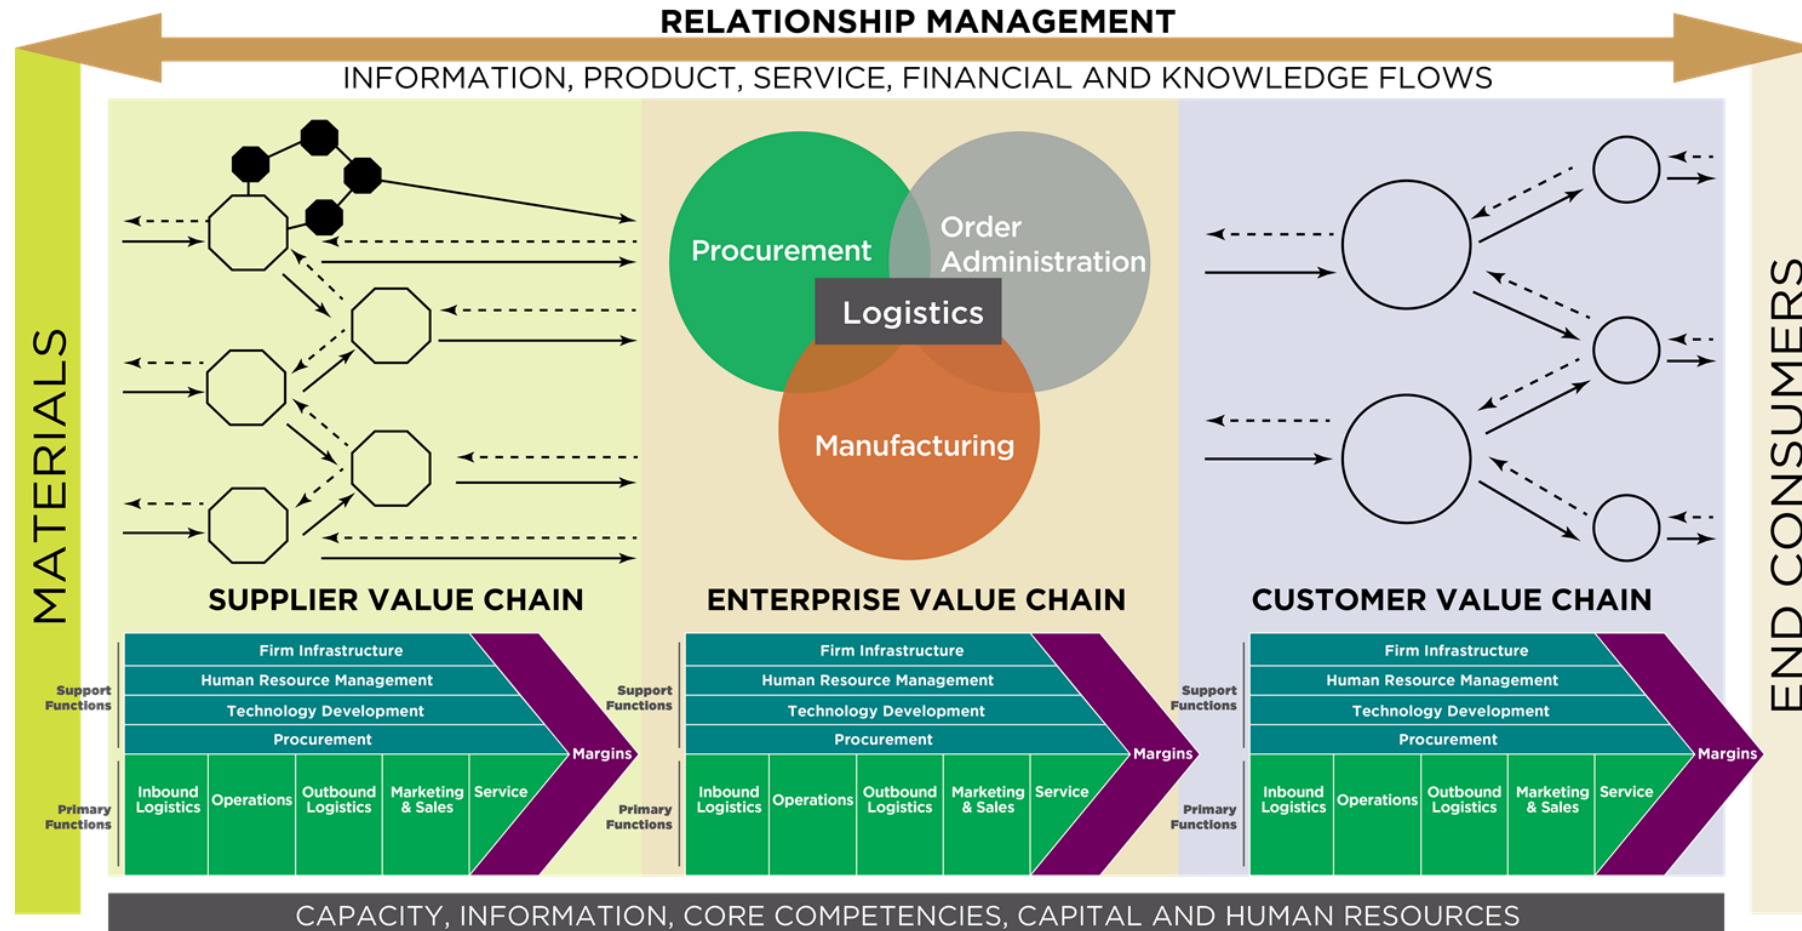 RELATIONSHIP MANAGEMENT
INFORMATION, PRODUCT, SERVICE, FINANCIAL AND KNOWLEDGE FLOWS
MATERIALS
Procurement
Order
Administration
Logistics
Manufacturing
END CONSUMERS
SUPPLIER VALUE CHAIN
Support
Functions
Firm Infrastructure
Human Resource Management
Technology Development
Procurement
Margins
Primary
Functions
Inbound
Logistics
Operations
Outbound
Logistics
Marketing
& Sales
Service
ENTERPRISE VALUE CHAIN
Support
Functions
Firm Infrastructure
Human Resource Management
Technology Development
Procurement
Margins
Primary
Functions
Inbound
Logistics
Operations
Outbound
Logistics
Marketing
& Sales
Service
CUSTOMER VALUE CHAIN
Support
Functions
Firm Infrastructure
Human Resource Management
Technology Development
Procurement
Margins
Primary
Functions
Inbound
Logistics
Operations
Outbound
Logistics
Marketing
& Sales
Service
CAPACITY, INFORMATION, CORE COMPETENCIES, CAPITAL AND HUMAN RESOURCES